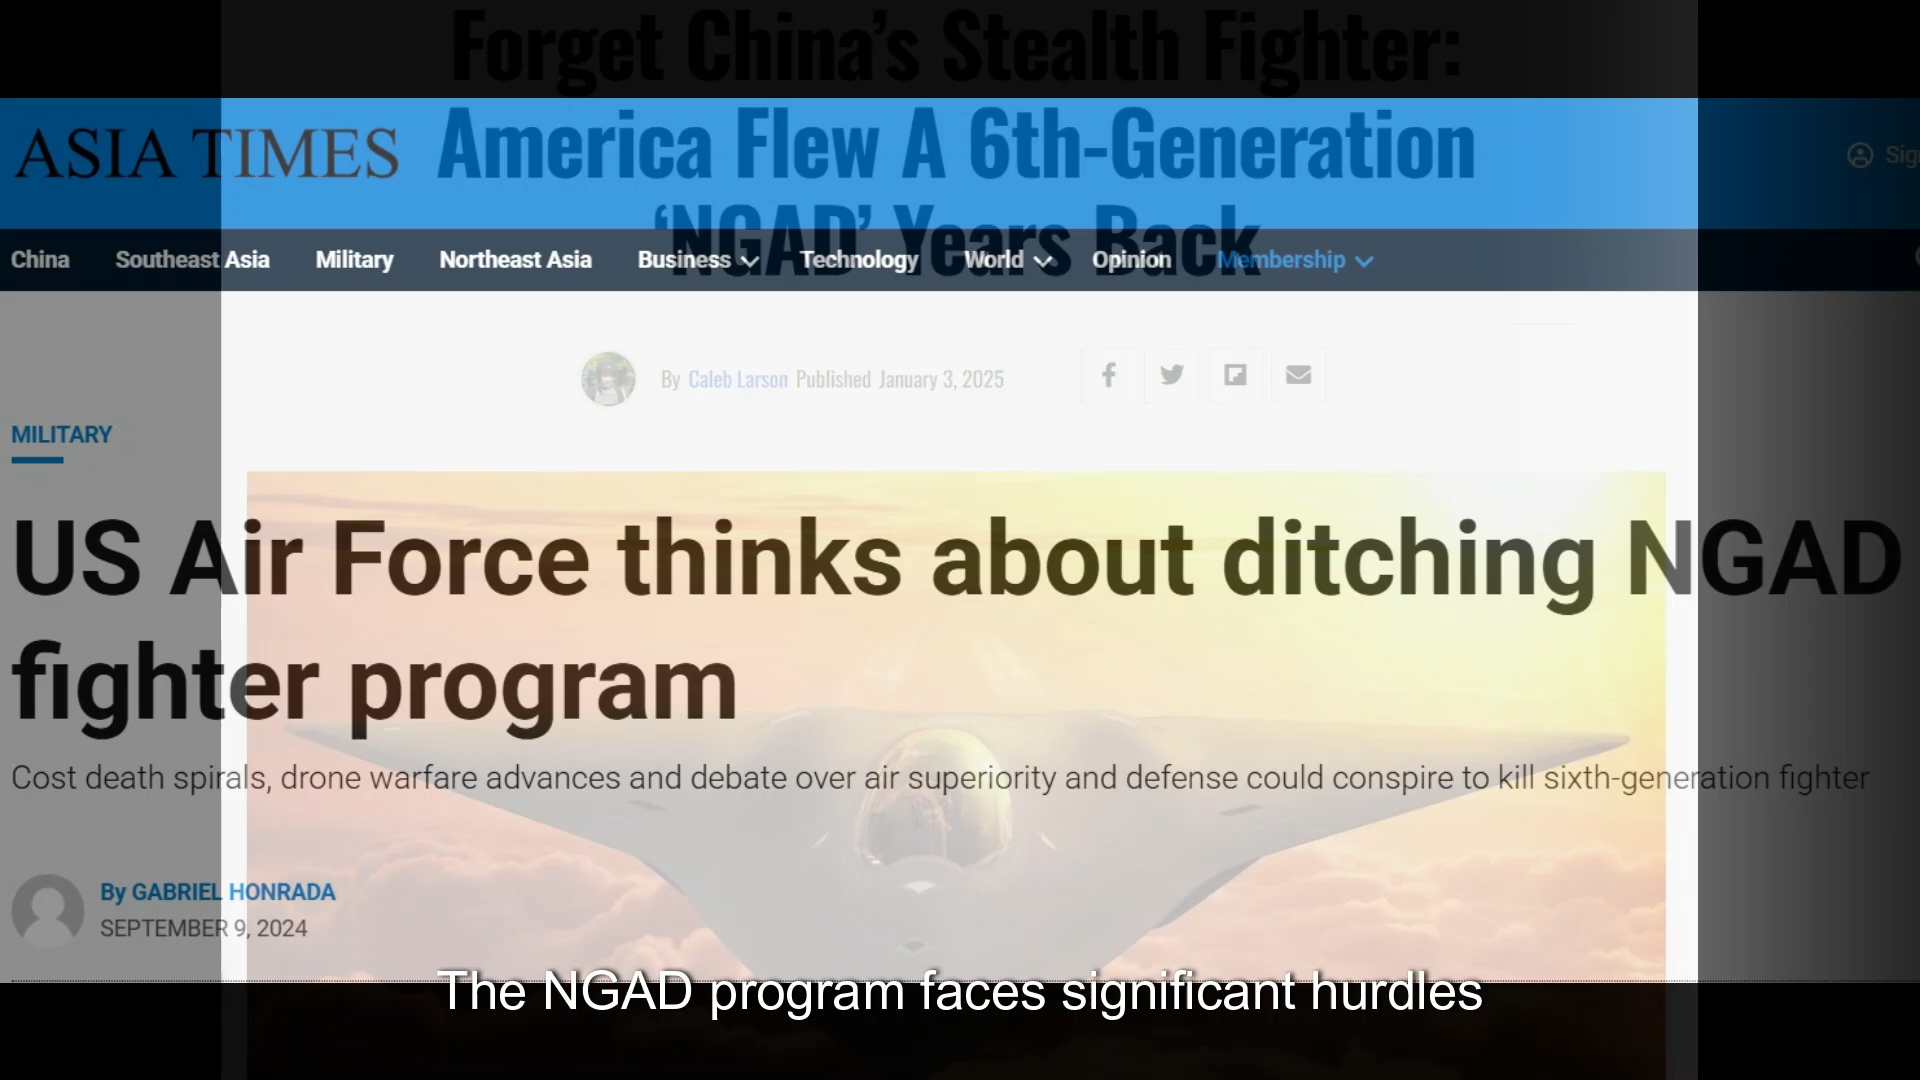 Forget China's Stealth Fighter:
America Flew A 6th-Generation
'NGAD' Years Back
ASIA TIMES
China Southeast Asia Military Northeast Asia Business Technology World Opinion Membership
By Caleb Larson Published January 3, 2025
MILITARY
US Air Force thinks about ditching NGAD
fighter program
Cost death spirals, drone warfare advances and debate over air superiority and defense could conspire to kill sixth-generation fighter
By GABRIEL HONRADA
SEPTEMBER 9, 2024
The NGAD program faces significant hurdles